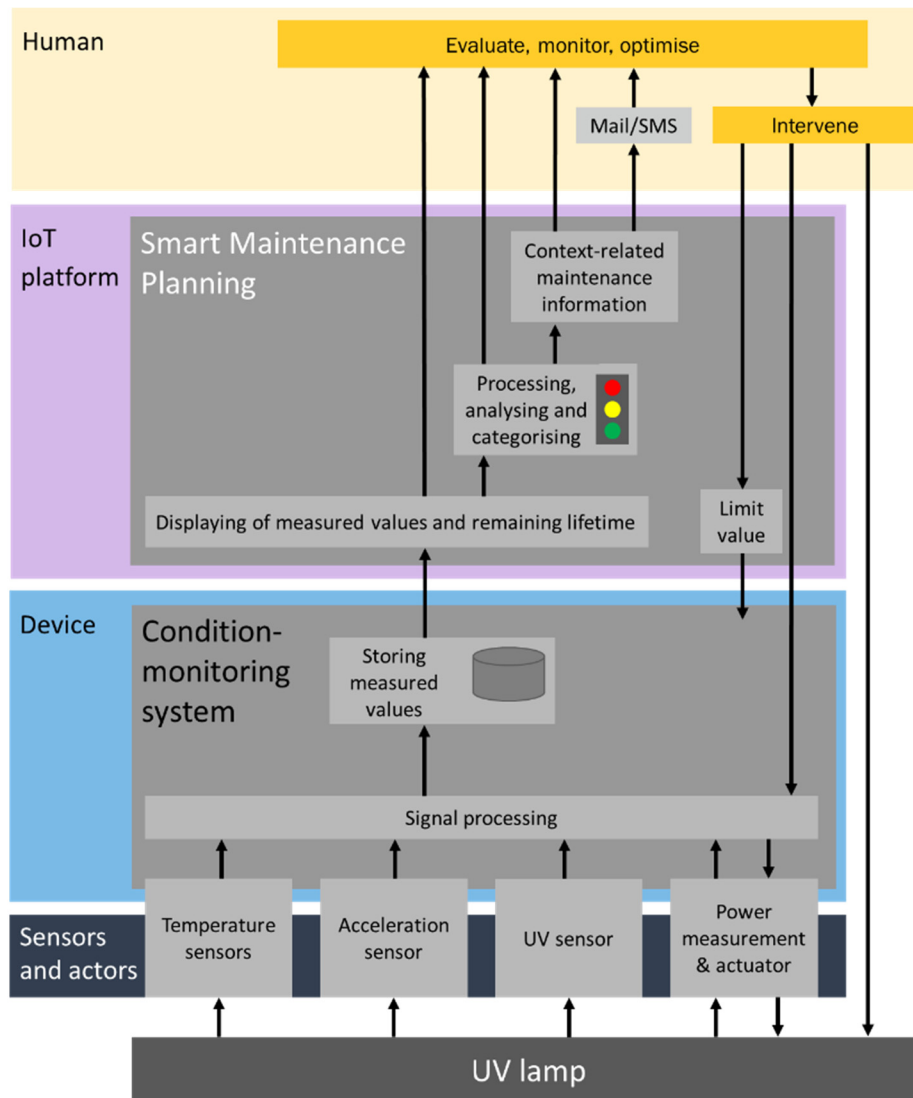 Human
Evaluate, monitor, optimise
Mail/SMS
Intervene
IoT
platform
Smart Maintenance
Planning
Context-related
maintenance
information
Processing,
analysing and
categorising
Displaying of measured values and remaining lifetime
Limit
value
Device
Condition-
monitoring
system
Storing
measured
values
Signal processing
Sensors
and actors
Temperature
sensors
Acceleration
sensor
UV sensor
Power
measurement
& actuator
UV lamp